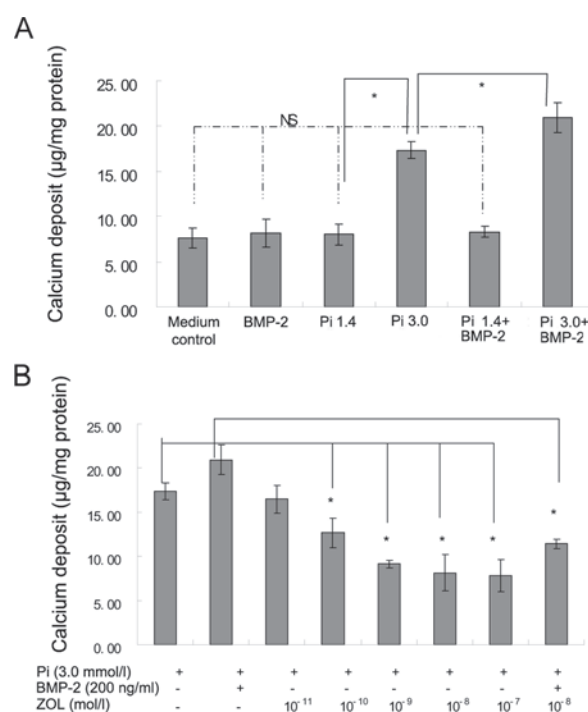 A
Calcium deposit (µg/mg protein)
25. 00
20. 00
15. 00
10. 00
5. 00
0. 00
NS
*
*
Medium control
BMP-2
Pi 1.4
Pi 3.0
Pi 1.4+ BMP-2
Pi 3.0+ BMP-2
B
Calcium deposit (µg/mg protein)
25. 00
20. 00
15. 00
10. 00
5. 00
0. 00
* * * * *
Pi (3.0 mmol/l) + + + + + + + +
BMP-2 (200 ng/ml) - + - - - - - +
ZOL (mol/l) - - 10⁻¹¹ 10⁻¹⁰ 10⁻⁹ 10⁻⁸ 10⁻⁷ 10⁻⁸